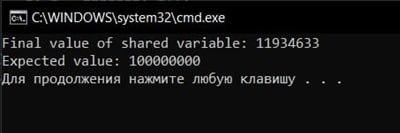 C:\WINDOWS\system32\cmd.exe
Final value of shared variable: 11934633
Expected value: 100000000
Для продолжения нажмите любую клавишу . . .